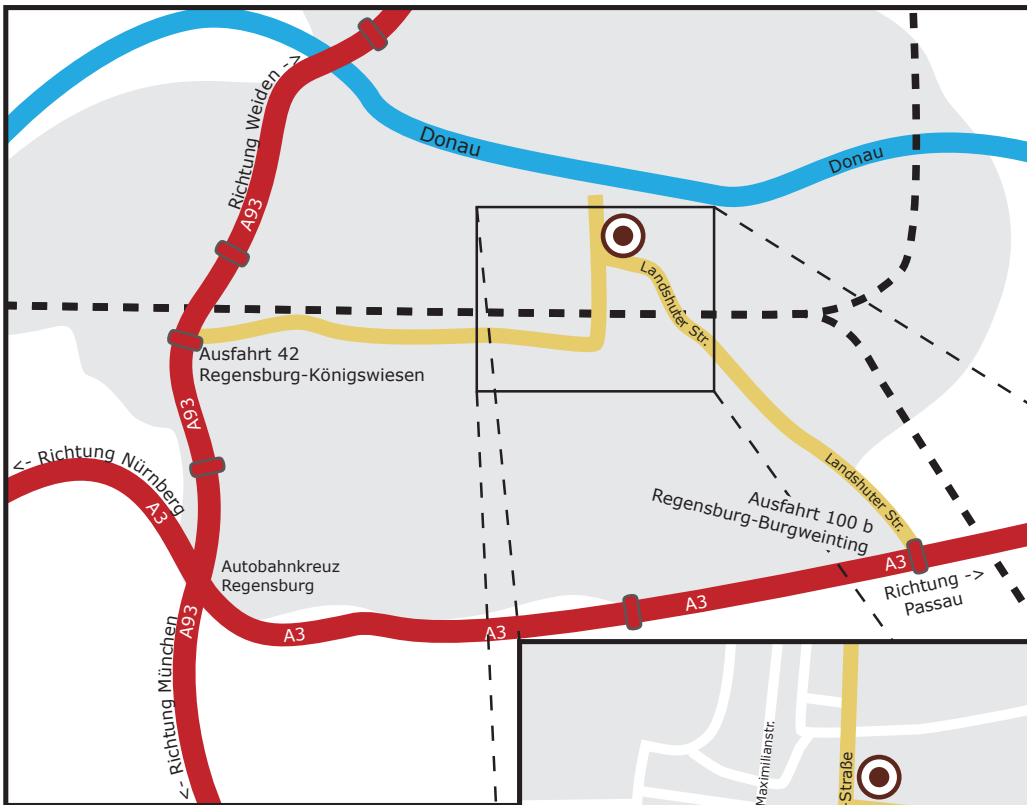 Richtung Weiden ->
A93
Donau
Donau
Landshuter Str.
Ausfahrt 42
Regensburg-Königswiesen
A93
<- Richtung Nürnberg
A3
Landshuter Str.
Ausfahrt 100 b
Regensburg-Burgweinting
Autobahnkreuz
Regensburg
A3
Richtung ->
Passau
A3
A3
A3
A93
<- Richtung München
Maximilianstr.
-Straße